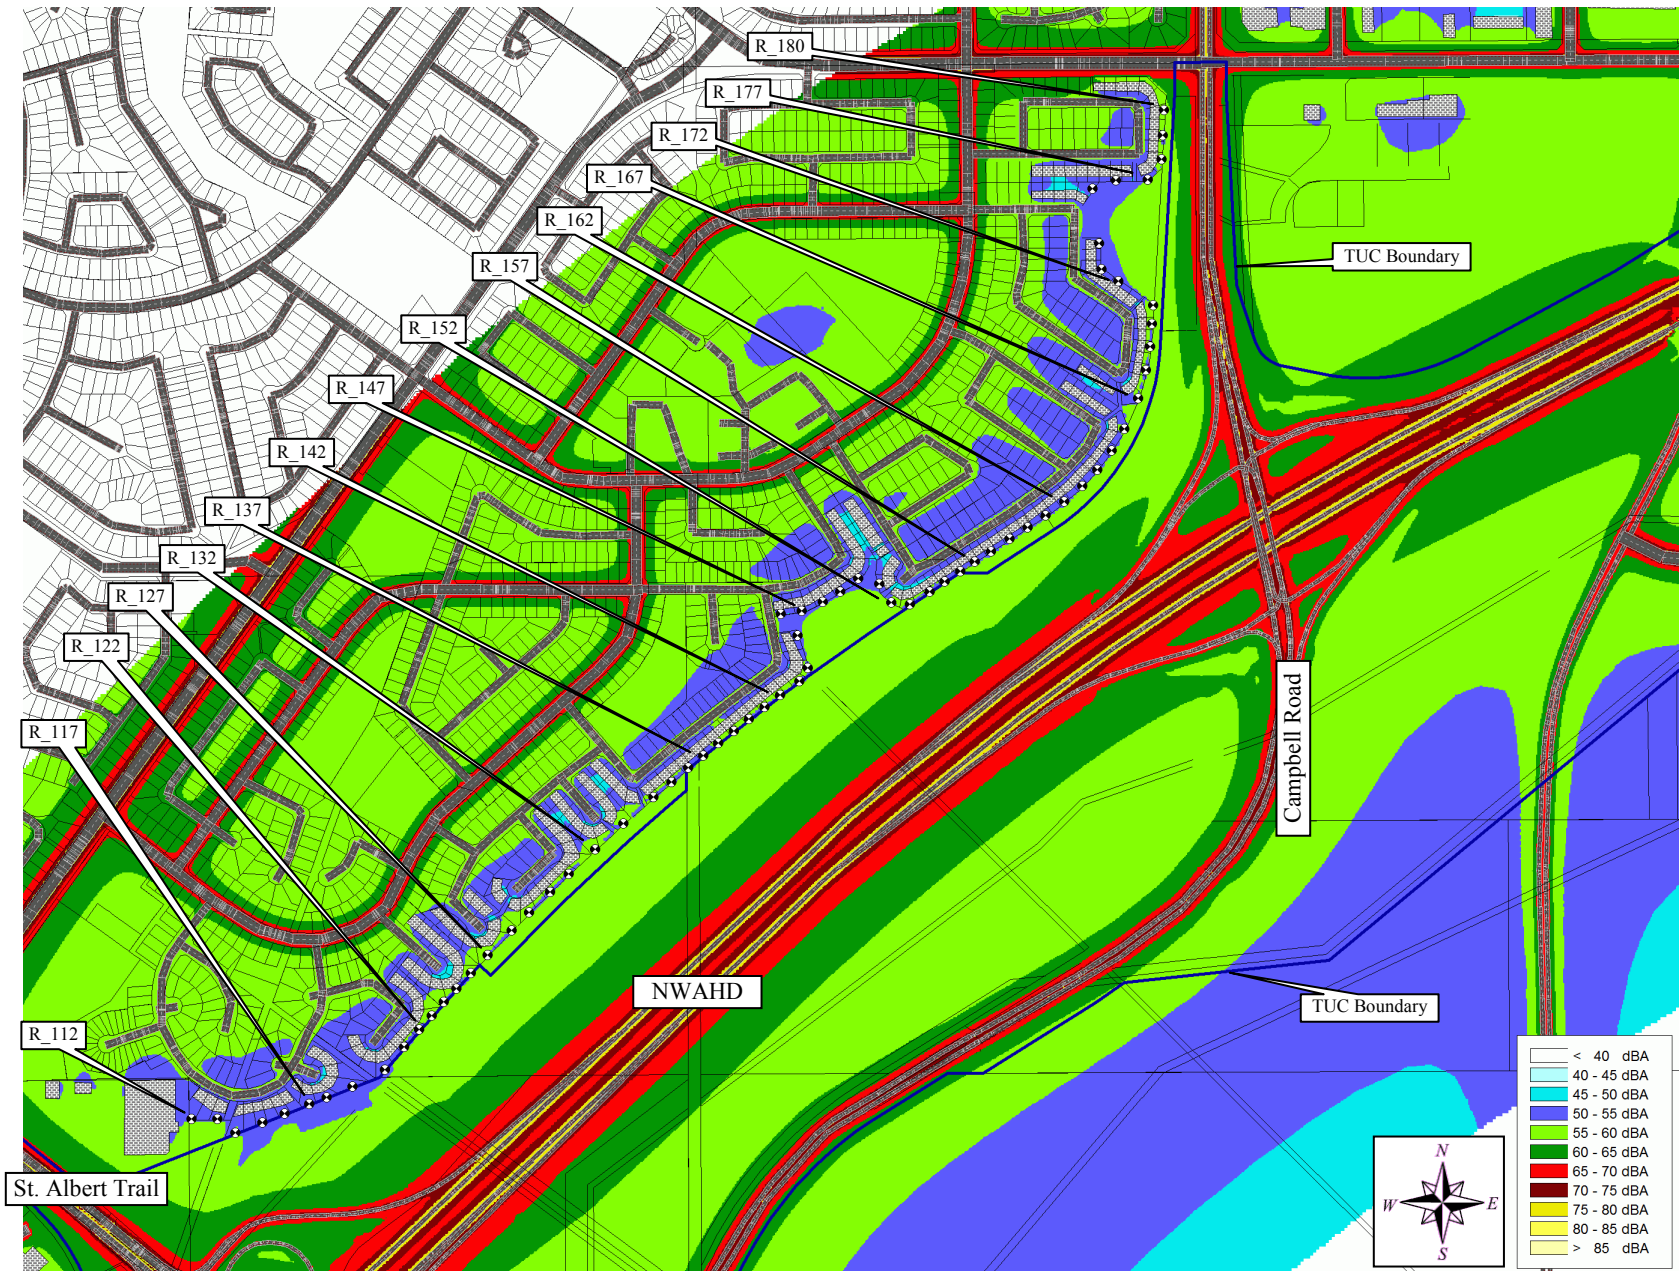 R_180
R_177
R_172
R_167
R_162
R_157
R_152
R_147
R_142
R_137
R_132
R_127
R_122
R_117
R_112
TUC Boundary
Campbell Road
NWAHD
TUC Boundary
St. Albert Trail
N
W
E
S
< 40 dBA
40 - 45 dBA
45 - 50 dBA
50 - 55 dBA
55 - 60 dBA
60 - 65 dBA
65 - 70 dBA
70 - 75 dBA
75 - 80 dBA
80 - 85 dBA
> 85 dBA